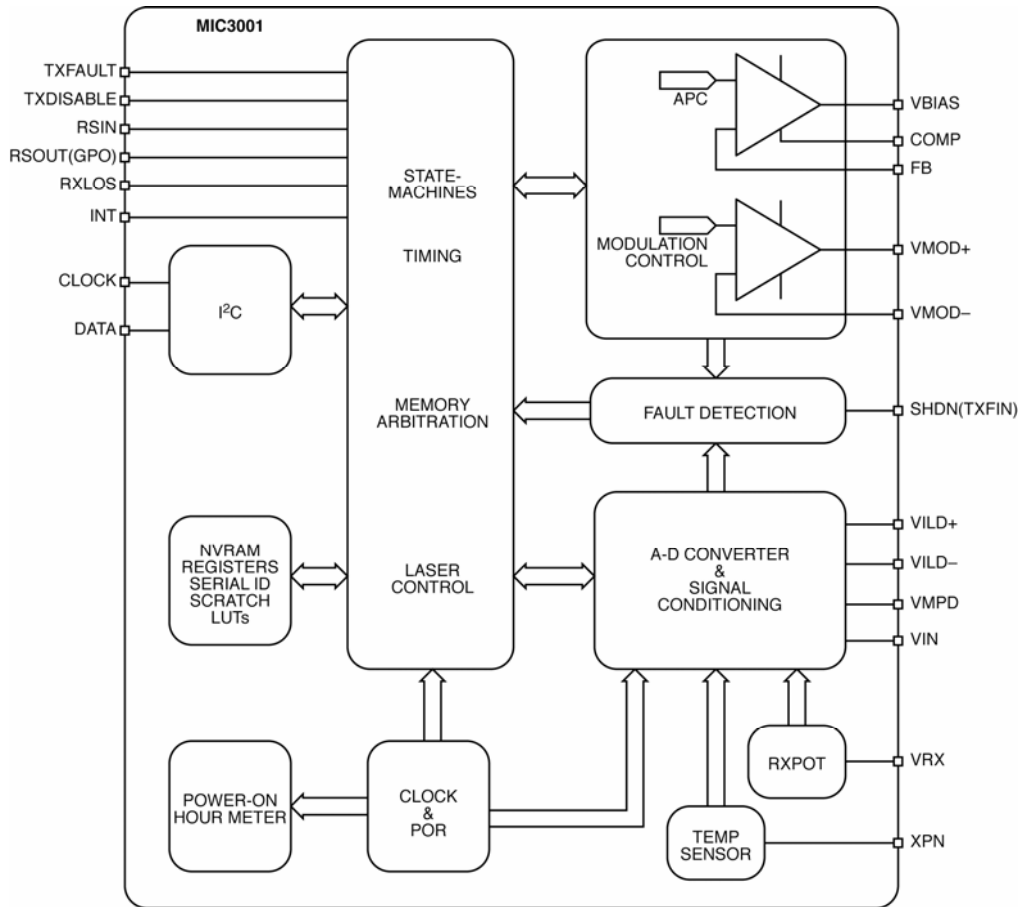 MIC3001
TXFAULT
TXDISABLE
RSIN
RSOUT(GPO)
RXLOS
INT
CLOCK
DATA
I²C
STATE-
MACHINES
TIMING
MEMORY
ARBITRATION
LASER
CONTROL
APC
MODULATION
CONTROL
VBIAS
COMP
FB
VMOD+
VMOD–
FAULT DETECTION
SHDN(TXFIN)
NVRAM
REGISTERS
SERIAL ID
SCRATCH
LUTs
A-D CONVERTER
&
SIGNAL
CONDITIONING
VILD+
VILD–
VMPD
VIN
POWER-ON
HOUR METER
CLOCK
&
POR
RXPOT
VRX
TEMP
SENSOR
XPN